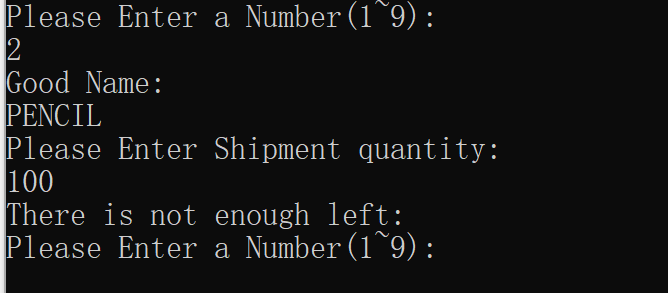 Please Enter a Number(1~9):
2
Good Name:
PENCIL
Please Enter Shipment quantity:
100
There is not enough left:
Please Enter a Number(1~9):